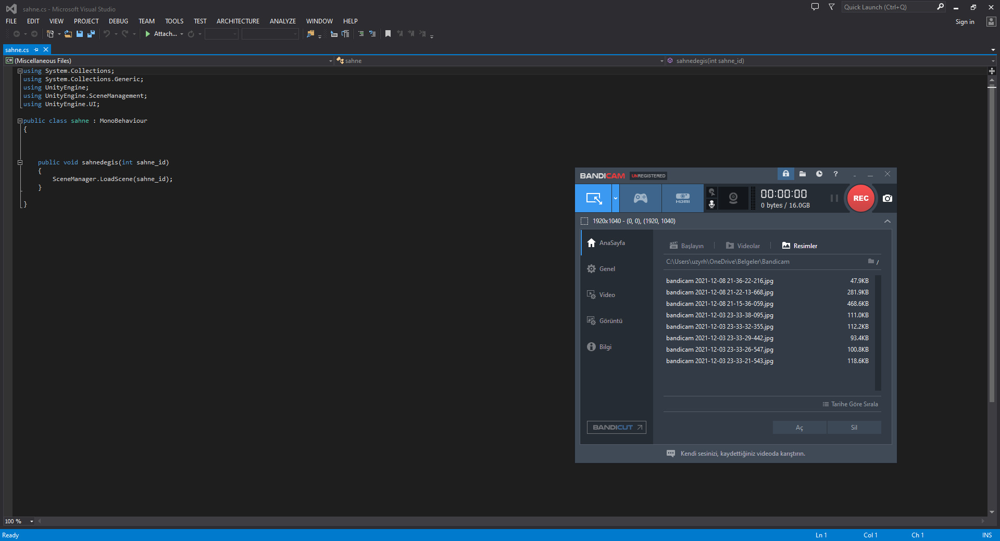 sahne.cs - Microsoft Visual Studio
Quick Launch (Ctrl+Q)
FILE EDIT VIEW PROJECT DEBUG TEAM TOOLS TEST ARCHITECTURE ANALYZE WINDOW HELP
Sign in
Attach...
sahne.cs
C# (Miscellaneous Files)
sahne
sahnedegis(int sahne_id)
using System.Collections;
using System.Collections.Generic;
using UnityEngine;
using UnityEngine.SceneManagement;
using UnityEngine.UI;
public class sahne : MonoBehaviour
{
public void sahnedegis(int sahne_id)
{
SceneManager.LoadScene(sahne_id);
}
}
BANDICAM UNREGISTERED
?
HDMI
00:00:00
0 bytes / 16.0GB
REC
1920x1040 - (0, 0), (1920, 1040)
AnaSayfa
Genel
Video
Görüntü
Bilgi
BANDICUT
Başlayın Videolar Resimler
C:\Users\uzyrh\OneDrive\Belgeler\Bandicam /
bandicam 2021-12-08 21-36-22-216.jpg 47.9KB
bandicam 2021-12-08 21-22-13-668.jpg 281.9KB
bandicam 2021-12-08 21-15-36-059.jpg 468.6KB
bandicam 2021-12-03 23-33-38-095.jpg 111.0KB
bandicam 2021-12-03 23-33-32-355.jpg 112.2KB
bandicam 2021-12-03 23-33-29-442.jpg 93.4KB
bandicam 2021-12-03 23-33-26-547.jpg 100.8KB
bandicam 2021-12-03 23-33-21-543.jpg 118.6KB
Tarihe Göre Sırala
Aç Sil
Kendi sesinizi, kaydettiğiniz videoda karıştırın.
100 %
Ready Ln 1 Col 1 Ch 1 INS